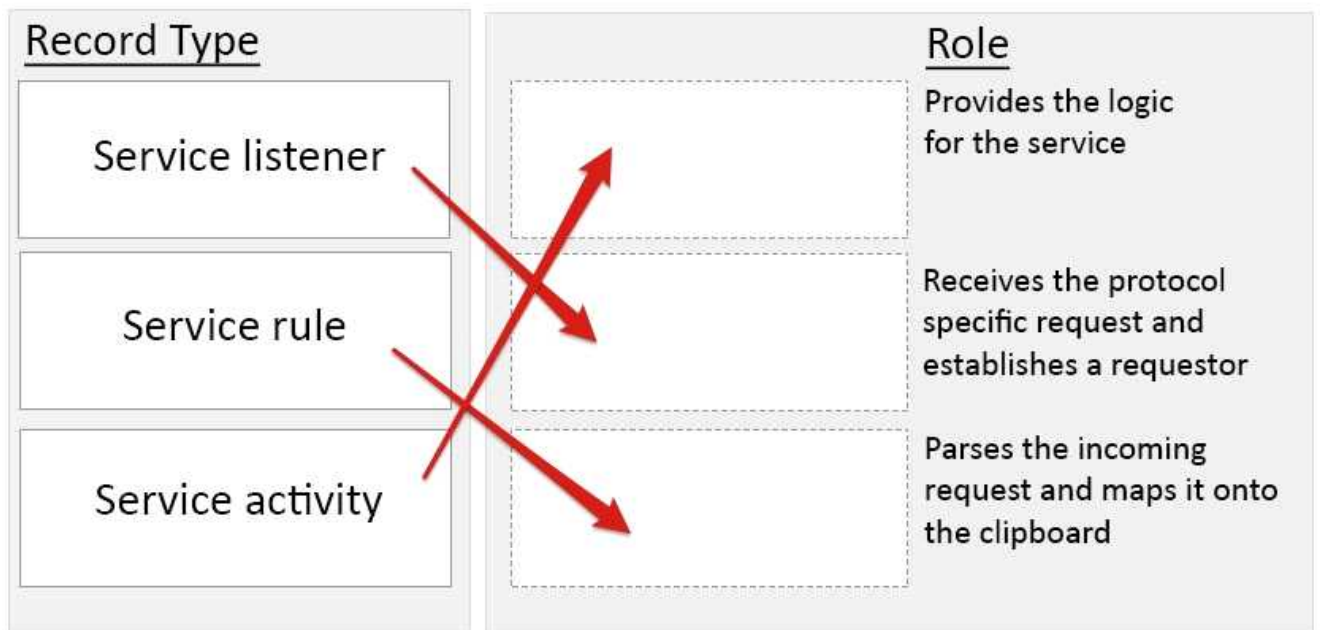 Record Type
Service listener
Service rule
Service activity
Role
Provides the logic
for the service
Receives the protocol
specific request and
establishes a requestor
Parses the incoming
request and maps it onto
the clipboard